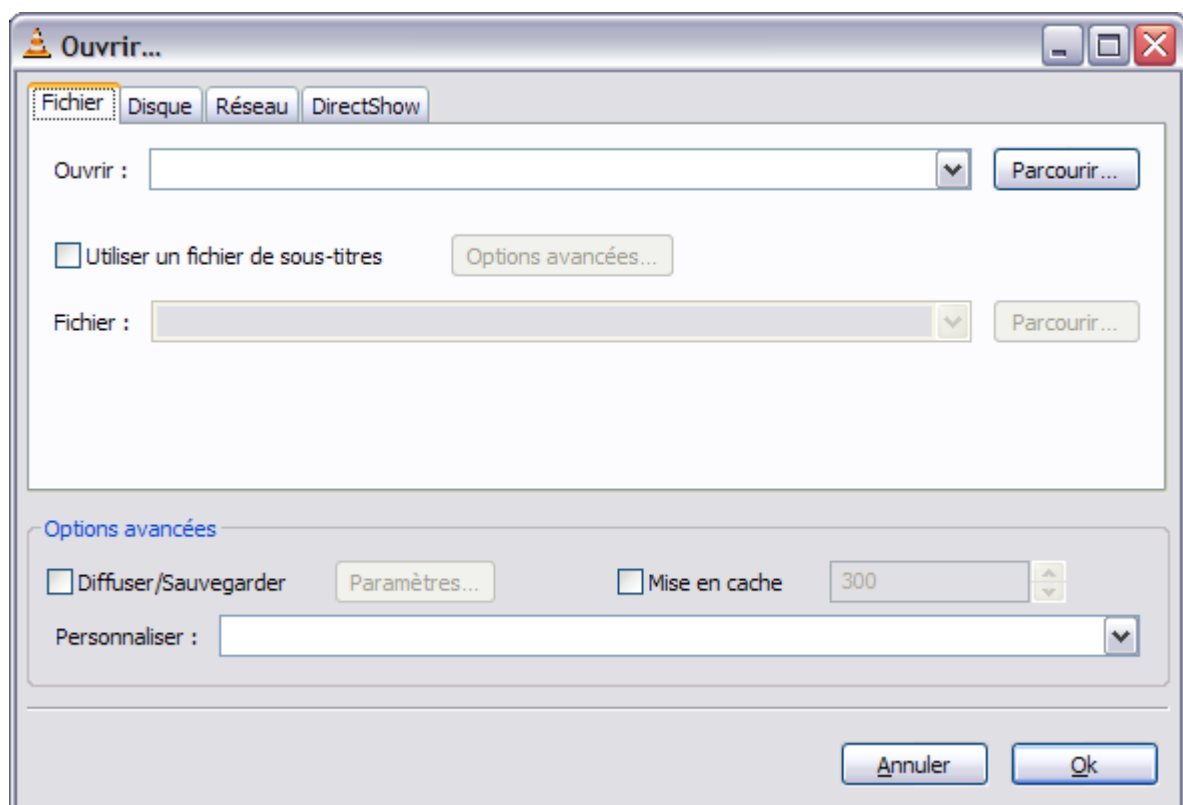 Ouvrir...
Fichier Disque Réseau DirectShow
Ouvrir : Parcourir...
Utiliser un fichier de sous-titres Options avancées...
Fichier : Parcourir...
Options avancées
Diffuser/Sauvegarder Paramètres... Mise en cache 300
Personnaliser :
Annuler Ok